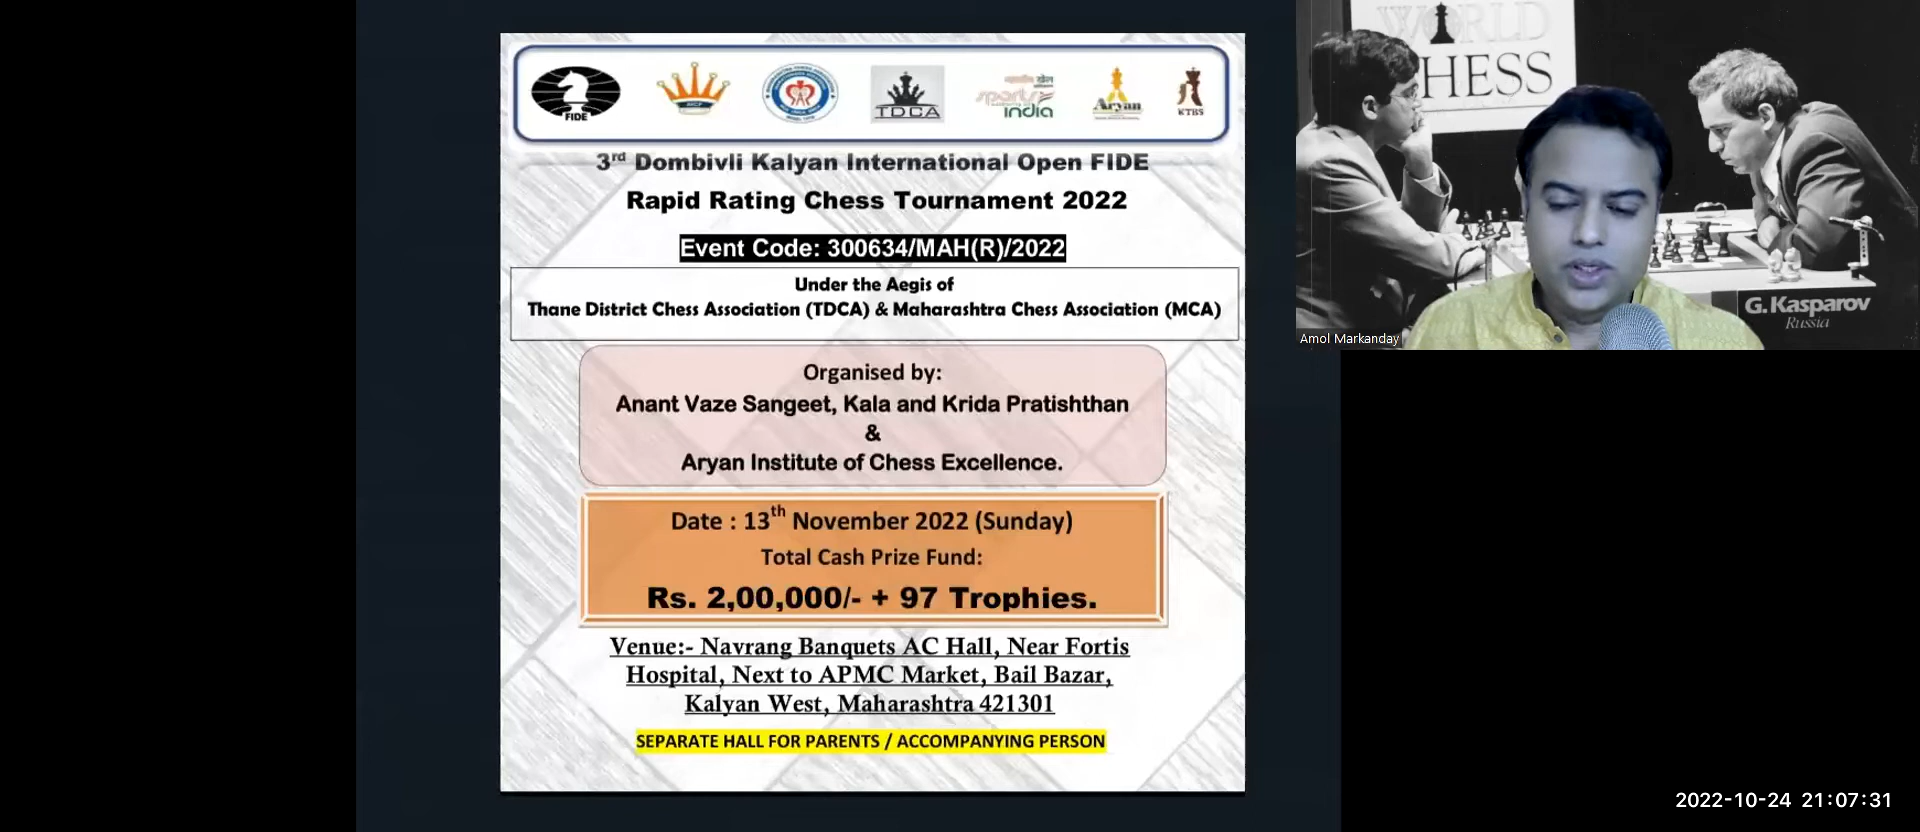 FIDE
AICF
TDCA
sports
india
Aryan
KTBS
3rd Dombivli Kalyan International Open FIDE
Rapid Rating Chess Tournament 2022
Event Code: 300634/MAH(R)/2022
Under the Aegis of
Thane District Chess Association (TDCA) & Maharashtra Chess Association (MCA)
Organised by:
Anant Vaze Sangeet, Kala and Krida Pratishthan
&
Aryan Institute of Chess Excellence.
Date : 13th November 2022 (Sunday)
Total Cash Prize Fund:
Rs. 2,00,000/- + 97 Trophies.
Venue:- Navrang Banquets AC Hall, Near Fortis
Hospital, Next to APMC Market, Bail Bazar,
Kalyan West, Maharashtra 421301
SEPARATE HALL FOR PARENTS / ACCOMPANYING PERSON
WORLD
CHESS
G. Kasparov
Russia
Amol Markanday
2022-10-24 21:07:31